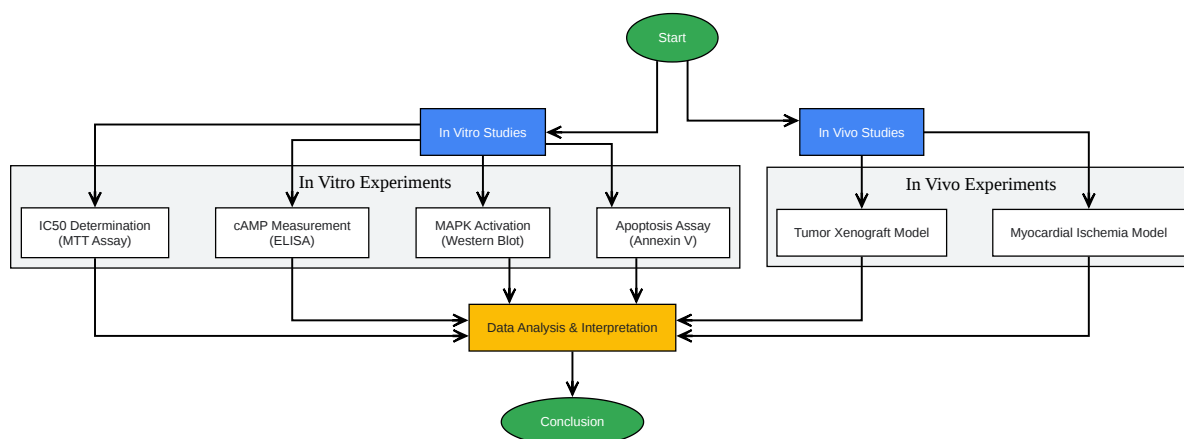 Start
In Vitro Studies
In Vivo Studies
In Vitro Experiments
In Vivo Experiments
IC50 Determination
(MTT Assay)
cAMP Measurement
(ELISA)
MAPK Activation
(Western Blot)
Apoptosis Assay
(Annexin V)
Tumor Xenograft Model
Myocardial Ischemia Model
Data Analysis & Interpretation
Conclusion